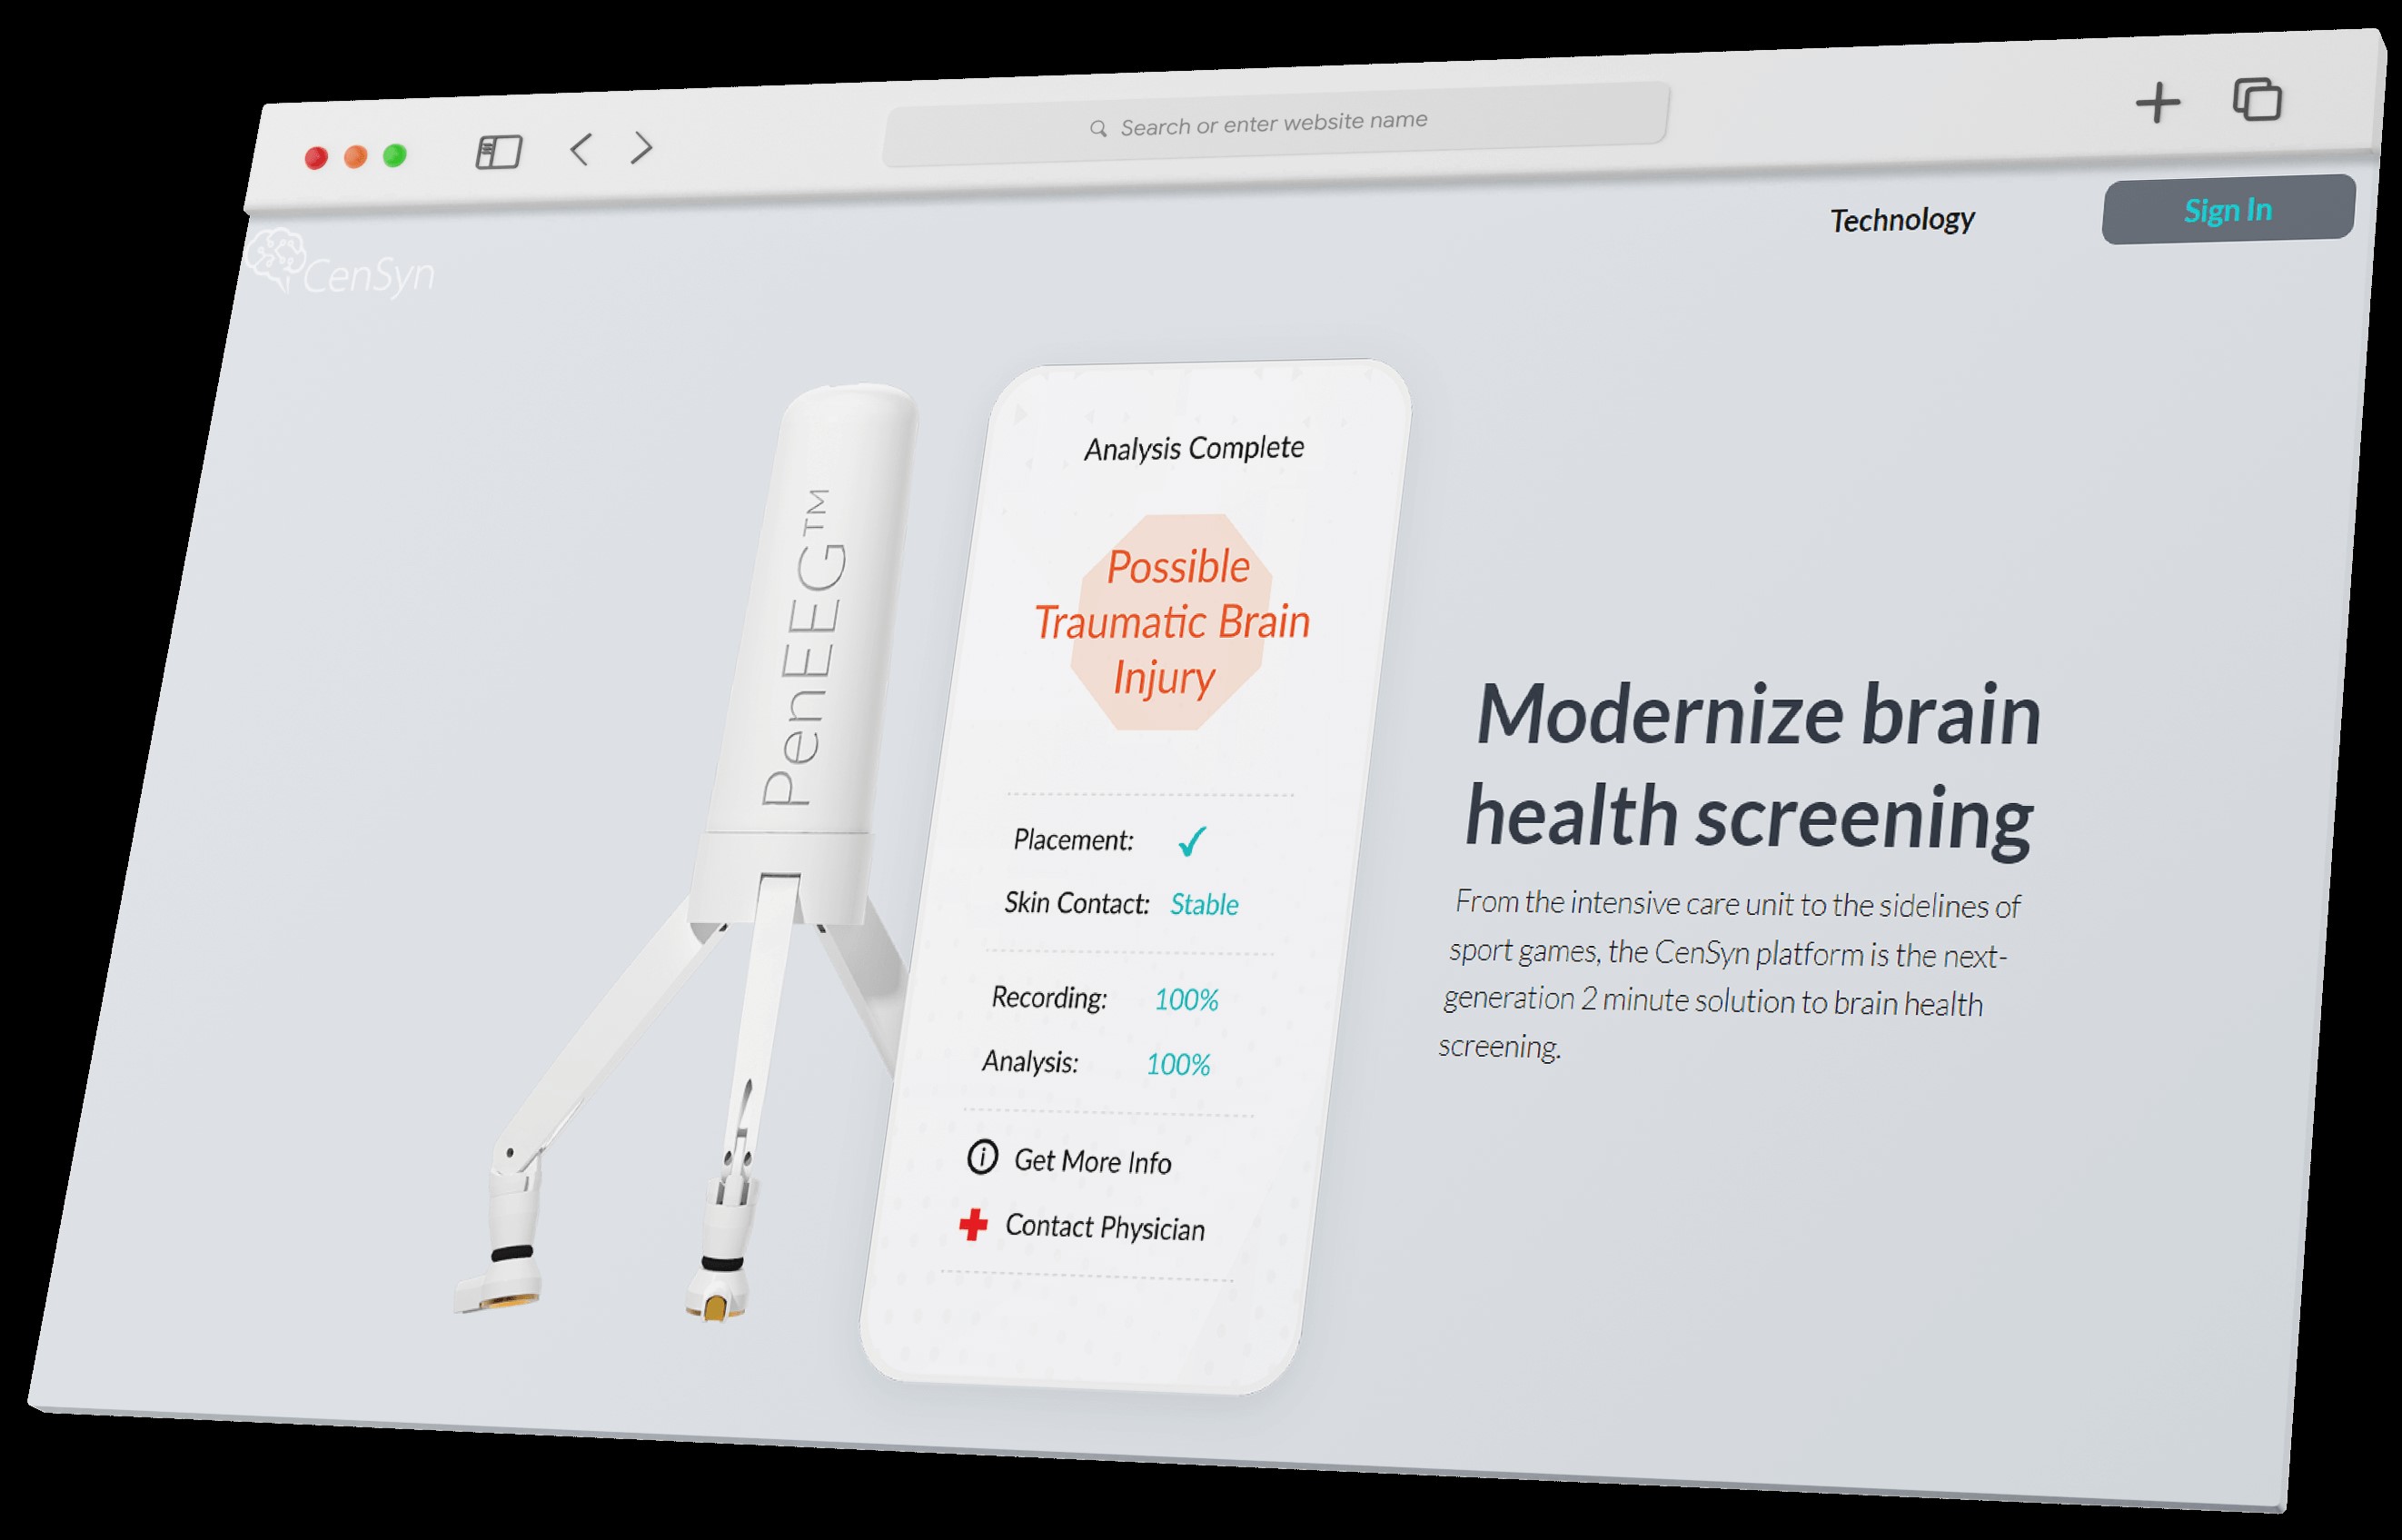 Search or enter website name
Technology
Sign In
CenSyn
PenEEG™
Analysis Complete
Possible
Traumatic Brain
Injury
Placement: ✓
Skin Contact: Stable
Recording: 100%
Analysis: 100%
Get More Info
Contact Physician
Modernize brain
health screening
From the intensive care unit to the sidelines of
sport games, the CenSyn platform is the next-
generation 2 minute solution to brain health
screening.